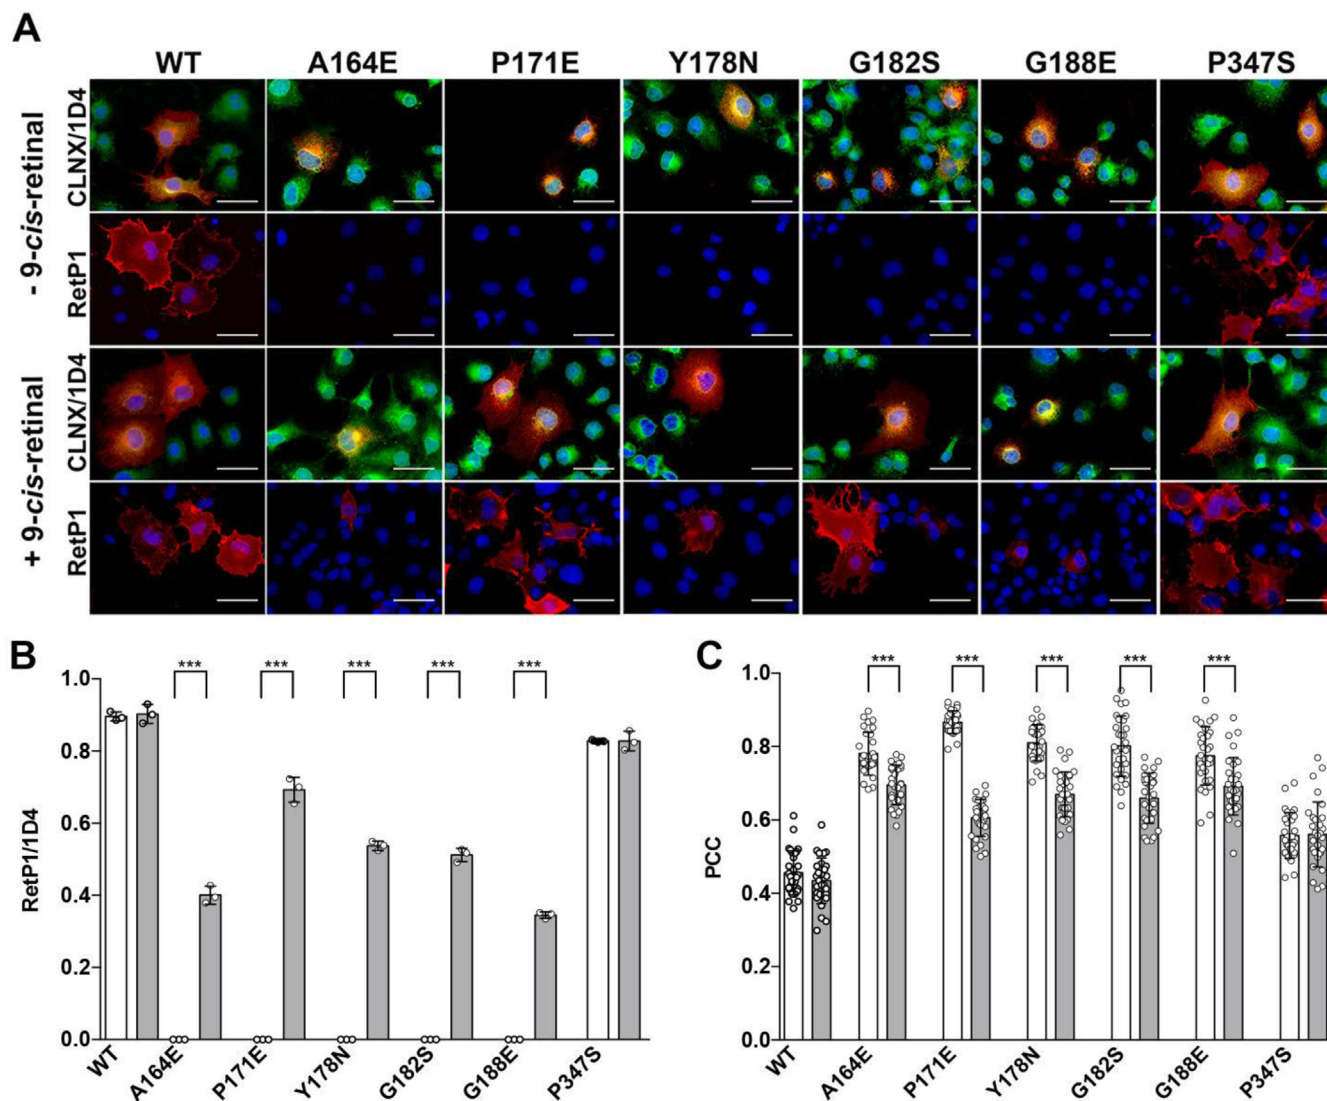 A
WT A164E P171E Y178N G182S G188E P347S
- 9-cis-retinal
CLNX/1D4
RetP1
+ 9-cis-retinal
CLNX/1D4
RetP1
B
RetP1/1D4
1.0
0.8
0.6
0.4
0.2
0.0
*** *** *** *** ***
WT A164E P171E Y178N G182S G188E P347S
C
PCC
1.0
0.8
0.6
0.4
0.2
0.0
*** *** *** *** ***
WT A164E P171E Y178N G182S G188E P347S